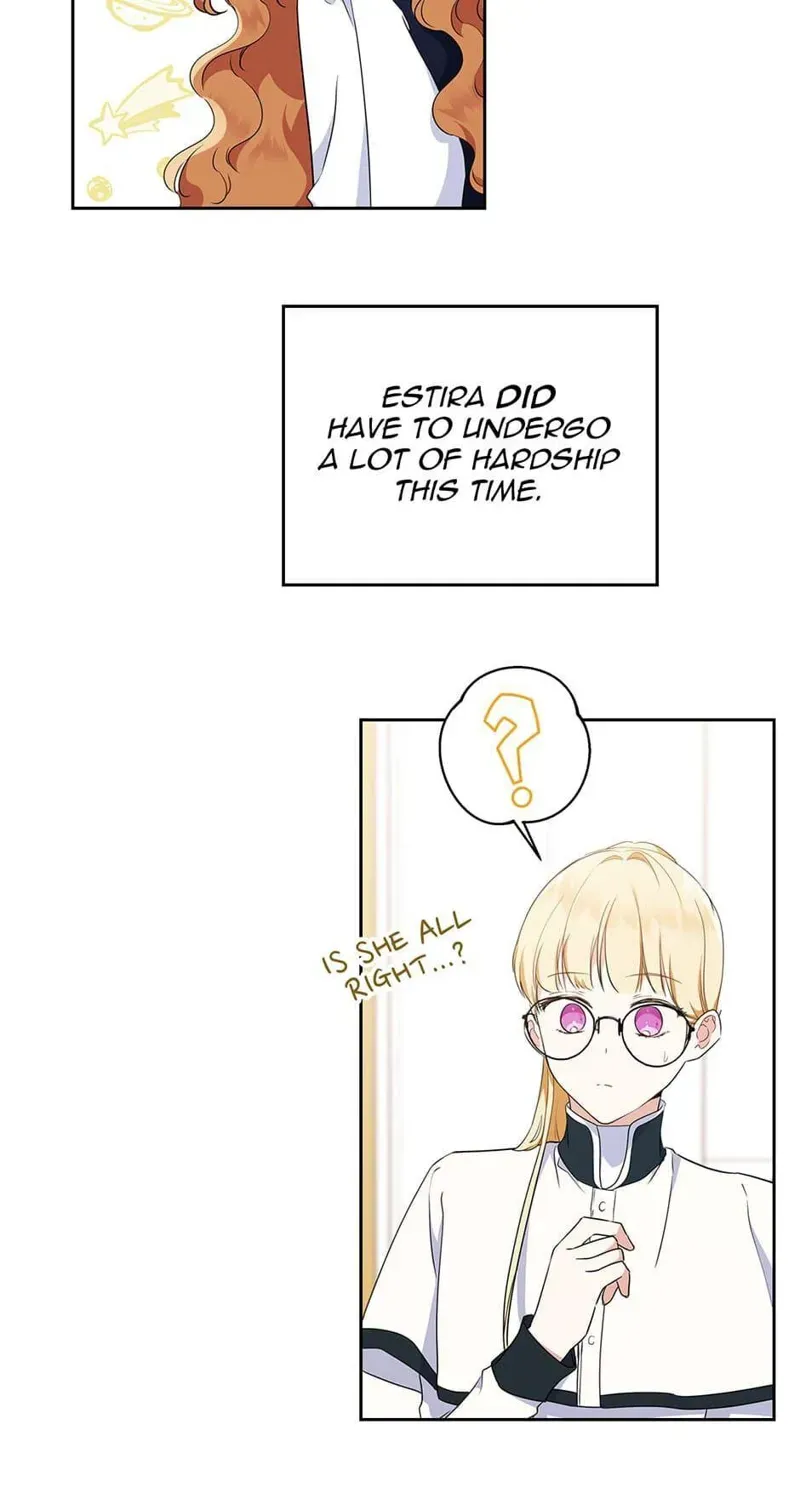 ESTIRA DID
HAVE TO UNDERGO
A LOT OF HARDSHIP
THIS TIME.
?
IS SHE ALL
RIGHT...?